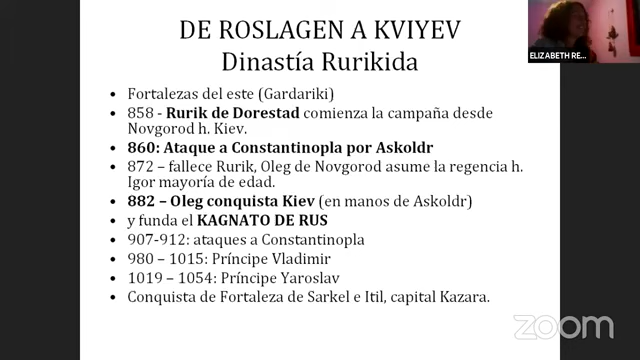 DE ROSLAGEN A KVIYEV
Dinastía Rurikida
• Fortalezas del este (Gardariki)
• 858 - Rurik de Dorestad comienza la campaña desde
Novgorod h. Kiev.
• 860: Ataque a Constantinopla por Askoldr
• 872 – fallece Rurik, Oleg de Novgorod asume la regencia h.
Igor mayoría de edad.
• 882 – Oleg conquista Kiev (en manos de Askoldr)
• y funda el KAGNATO DE RUS
• 907-912: ataques a Constantinopla
• 980 – 1015: Príncipe Vladimir
• 1019 – 1054: Príncipe Yaroslav
• Conquista de Fortaleza de Sarkel e Itil, capital Kazara.
ELIZABETH RE...
zoom